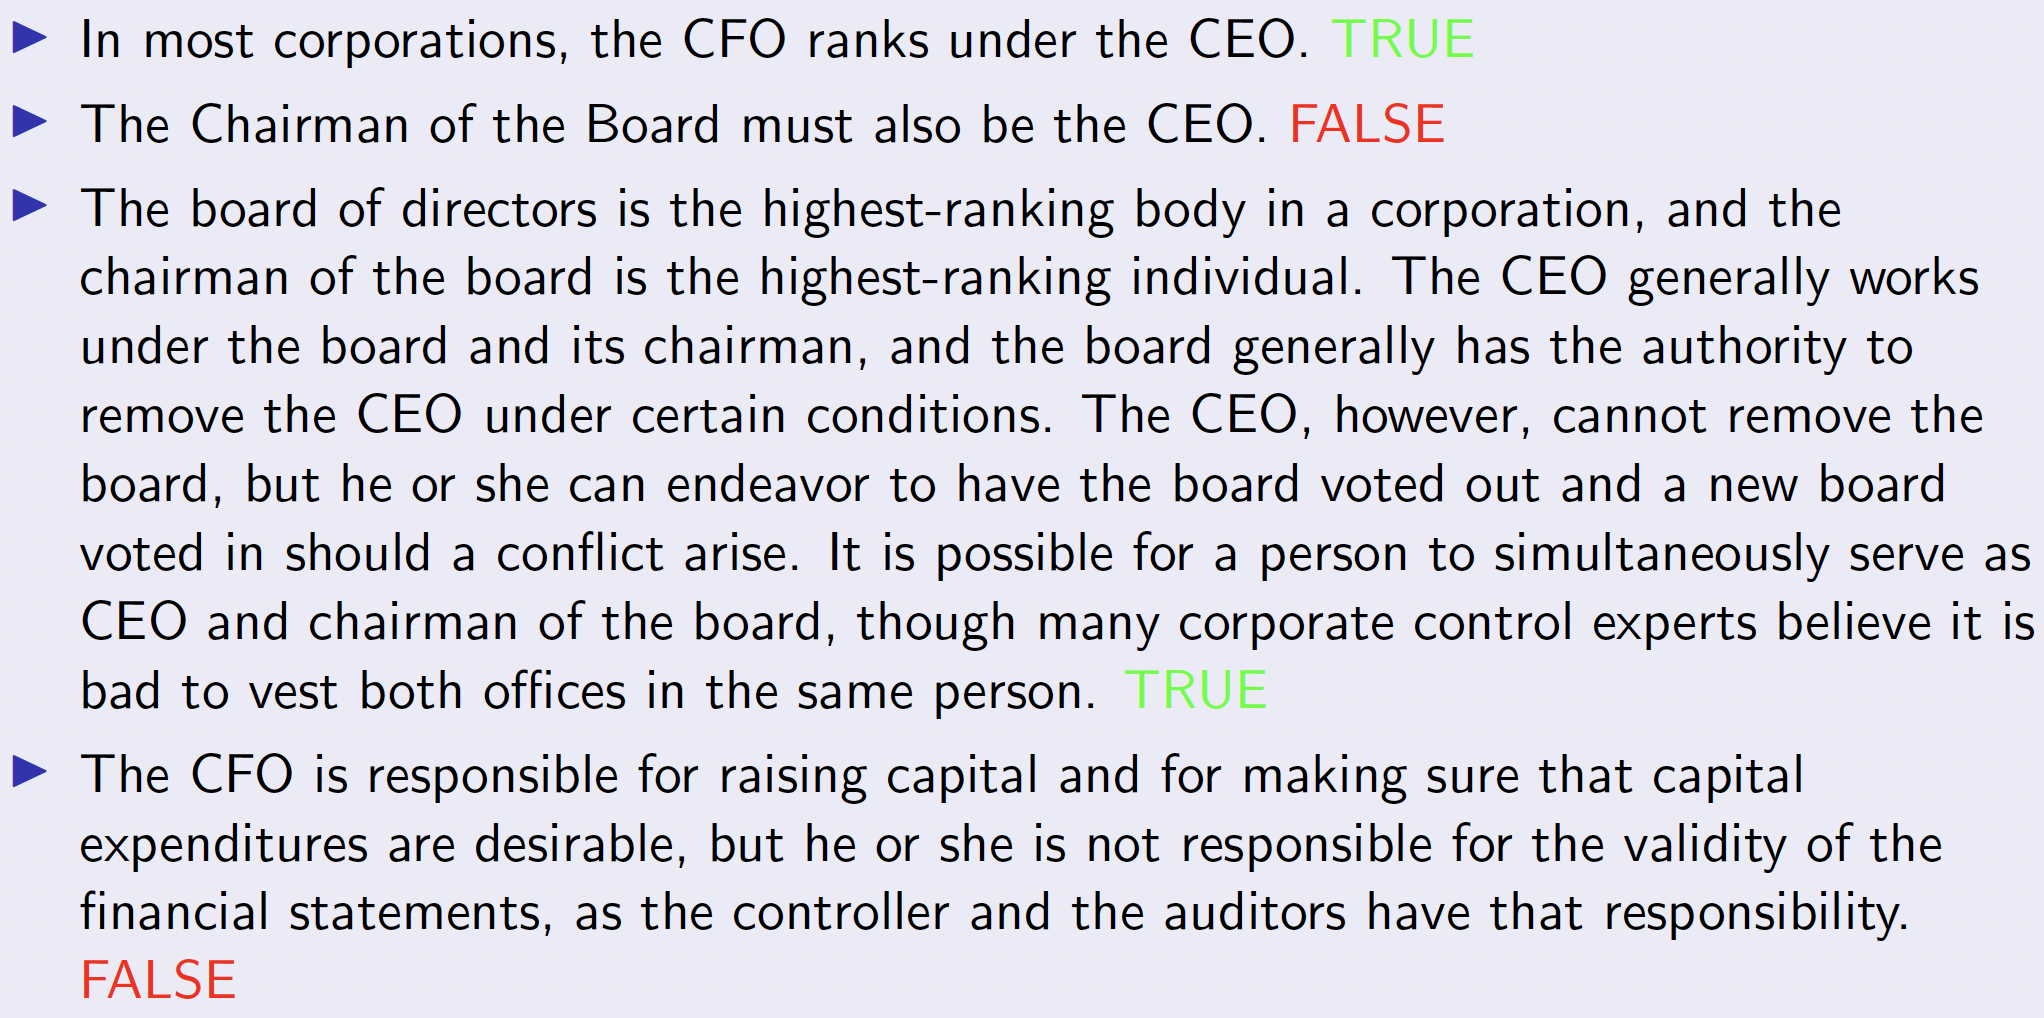 In most corporations, the CFO ranks under the CEO. TRUE
The Chairman of the Board must also be the CEO. FALSE
The board of directors is the highest-ranking body in a corporation, and the
chairman of the board is the highest-ranking individual. The CEO generally works
under the board and its chairman, and the board generally has the authority to
remove the CEO under certain conditions. The CEO, however, cannot remove the
board, but he or she can endeavor to have the board voted out and a new board
voted in should a conflict arise. It is possible for a person to simultaneously serve as
CEO and chairman of the board, though many corporate control experts believe it is
bad to vest both offices in the same person. TRUE
The CFO is responsible for raising capital and for making sure that capital
expenditures are desirable, but he or she is not responsible for the validity of the
financial statements, as the controller and the auditors have that responsibility.
FALSE